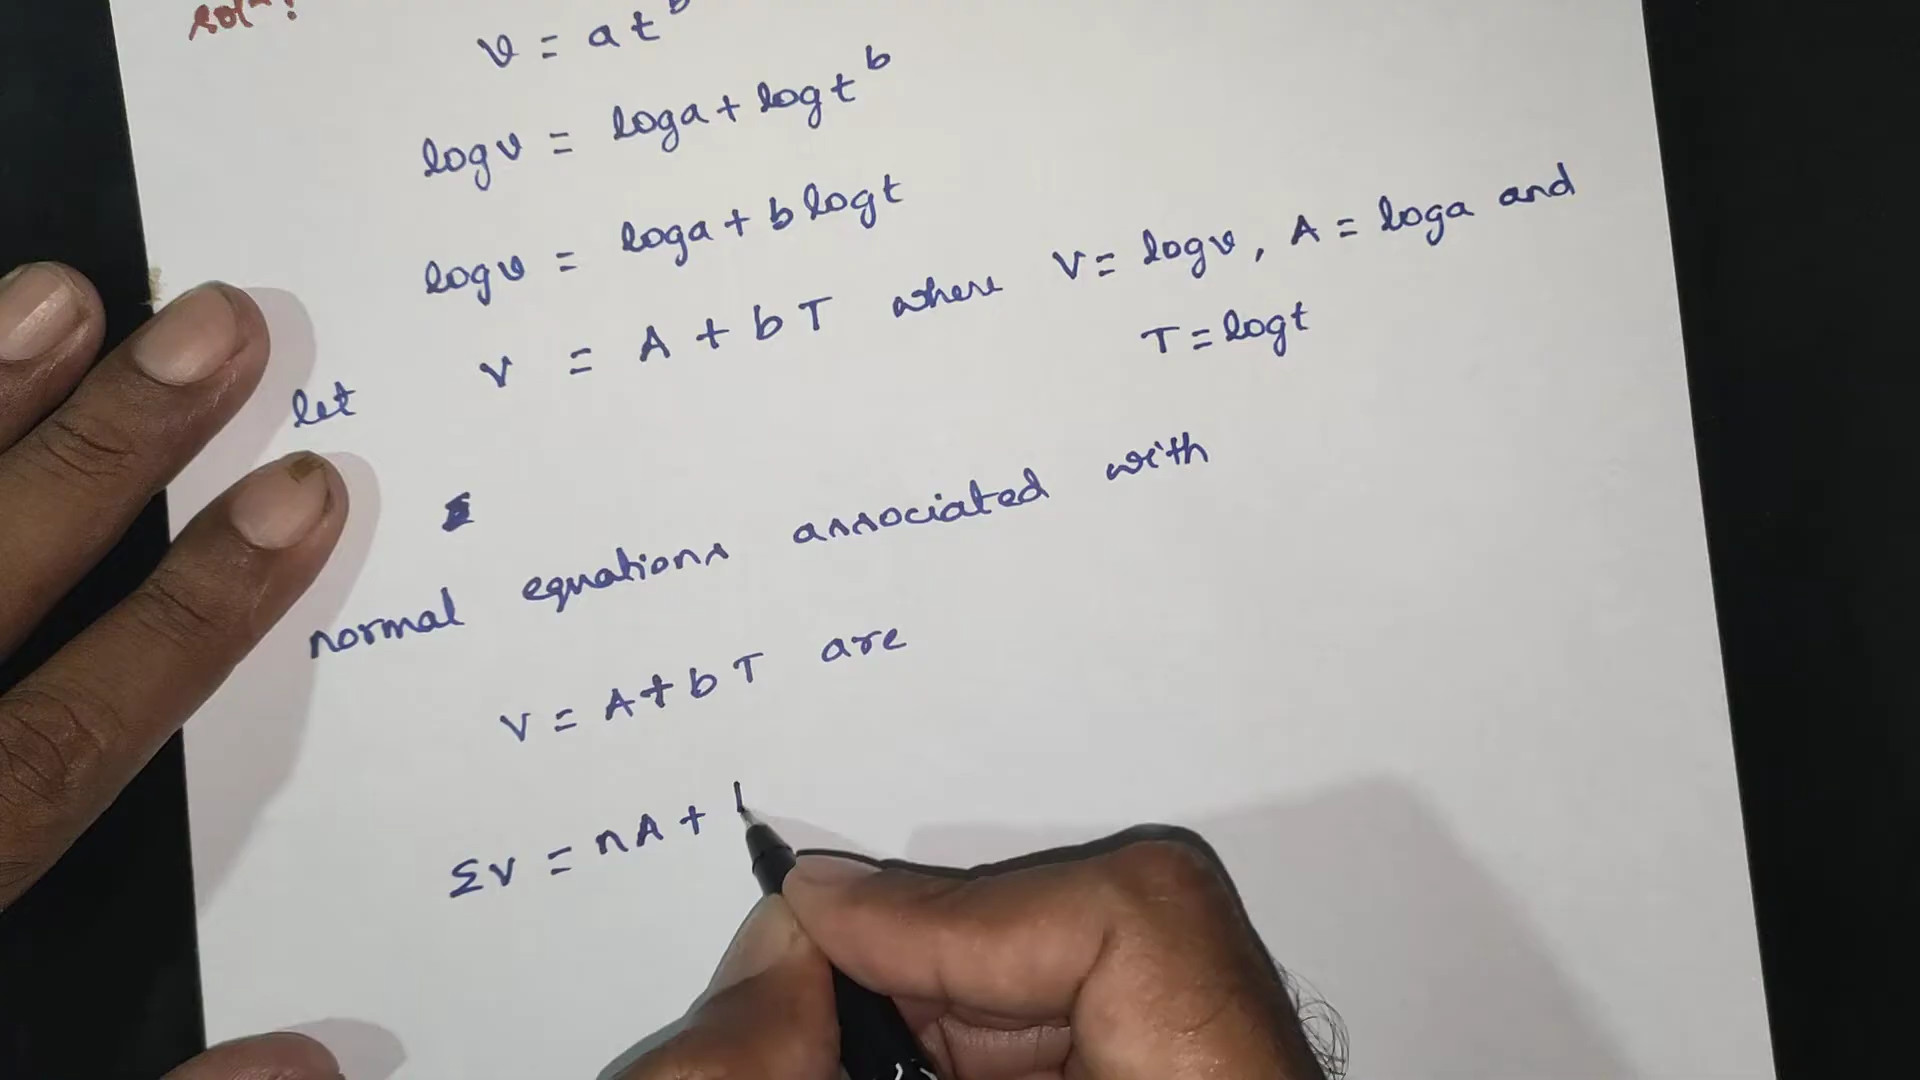 Solⁿ:
v = a t^b
log v = log a + log t^b
log v = log a + b log t
let V = A + b T where V = log v, A = log a and
T = log t
normal equations associated with
V = A + b T are
ΣV = nA +